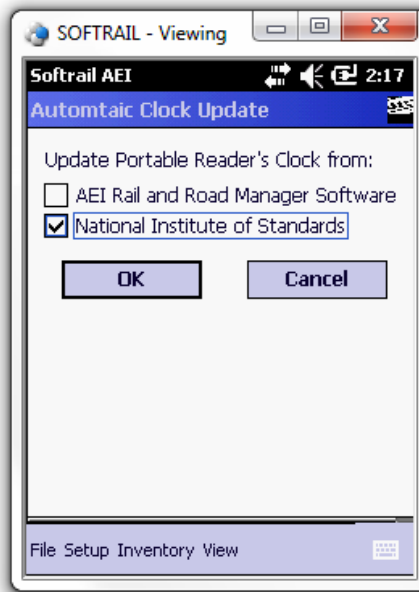 SOFTRAIL - Viewing
Softrail AEI 2:17
Automtaic Clock Update
Update Portable Reader's Clock from:
AEI Rail and Road Manager Software
National Institute of Standards
OK Cancel
File Setup Inventory View